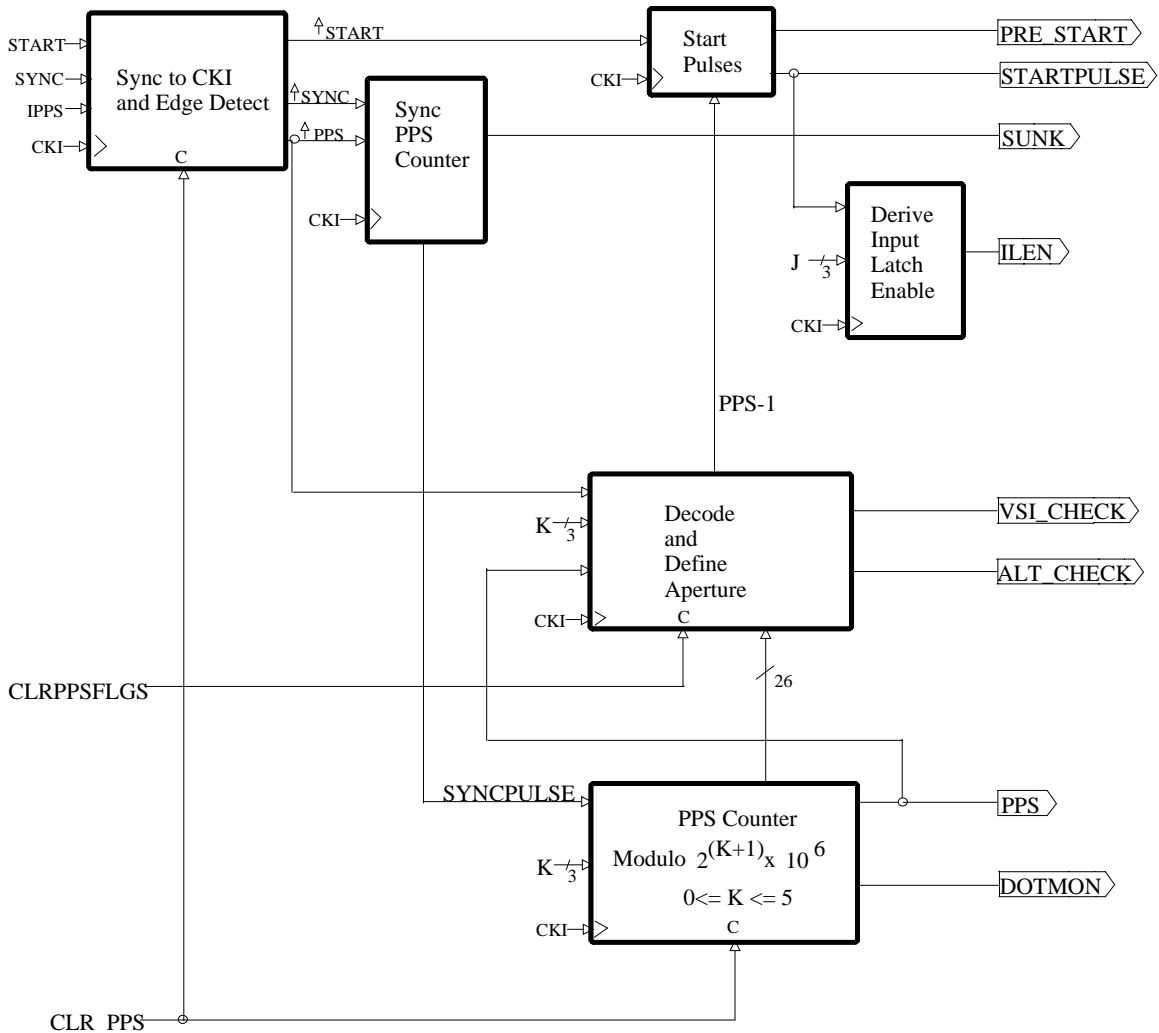 START
SYNC
IPPS
CKI
Sync to CKI
and Edge Detect
C
START
SYNC
PPS
Sync
PPS
Counter
CKI
Start
Pulses
CKI
PRE_START
STARTPULSE
SUNK
Derive
Input
Latch
Enable
J
3
CKI
ILEN
PPS-1
Decode
and
Define
Aperture
K
3
CKI
C
VSI_CHECK
ALT_CHECK
CLRPPSFLGS
26
SYNCPULSE
PPS Counter
Modulo 2^(K+1) x 10^6
0<= K <= 5
K
3
CKI
C
PPS
DOTMON
CLR_PPS